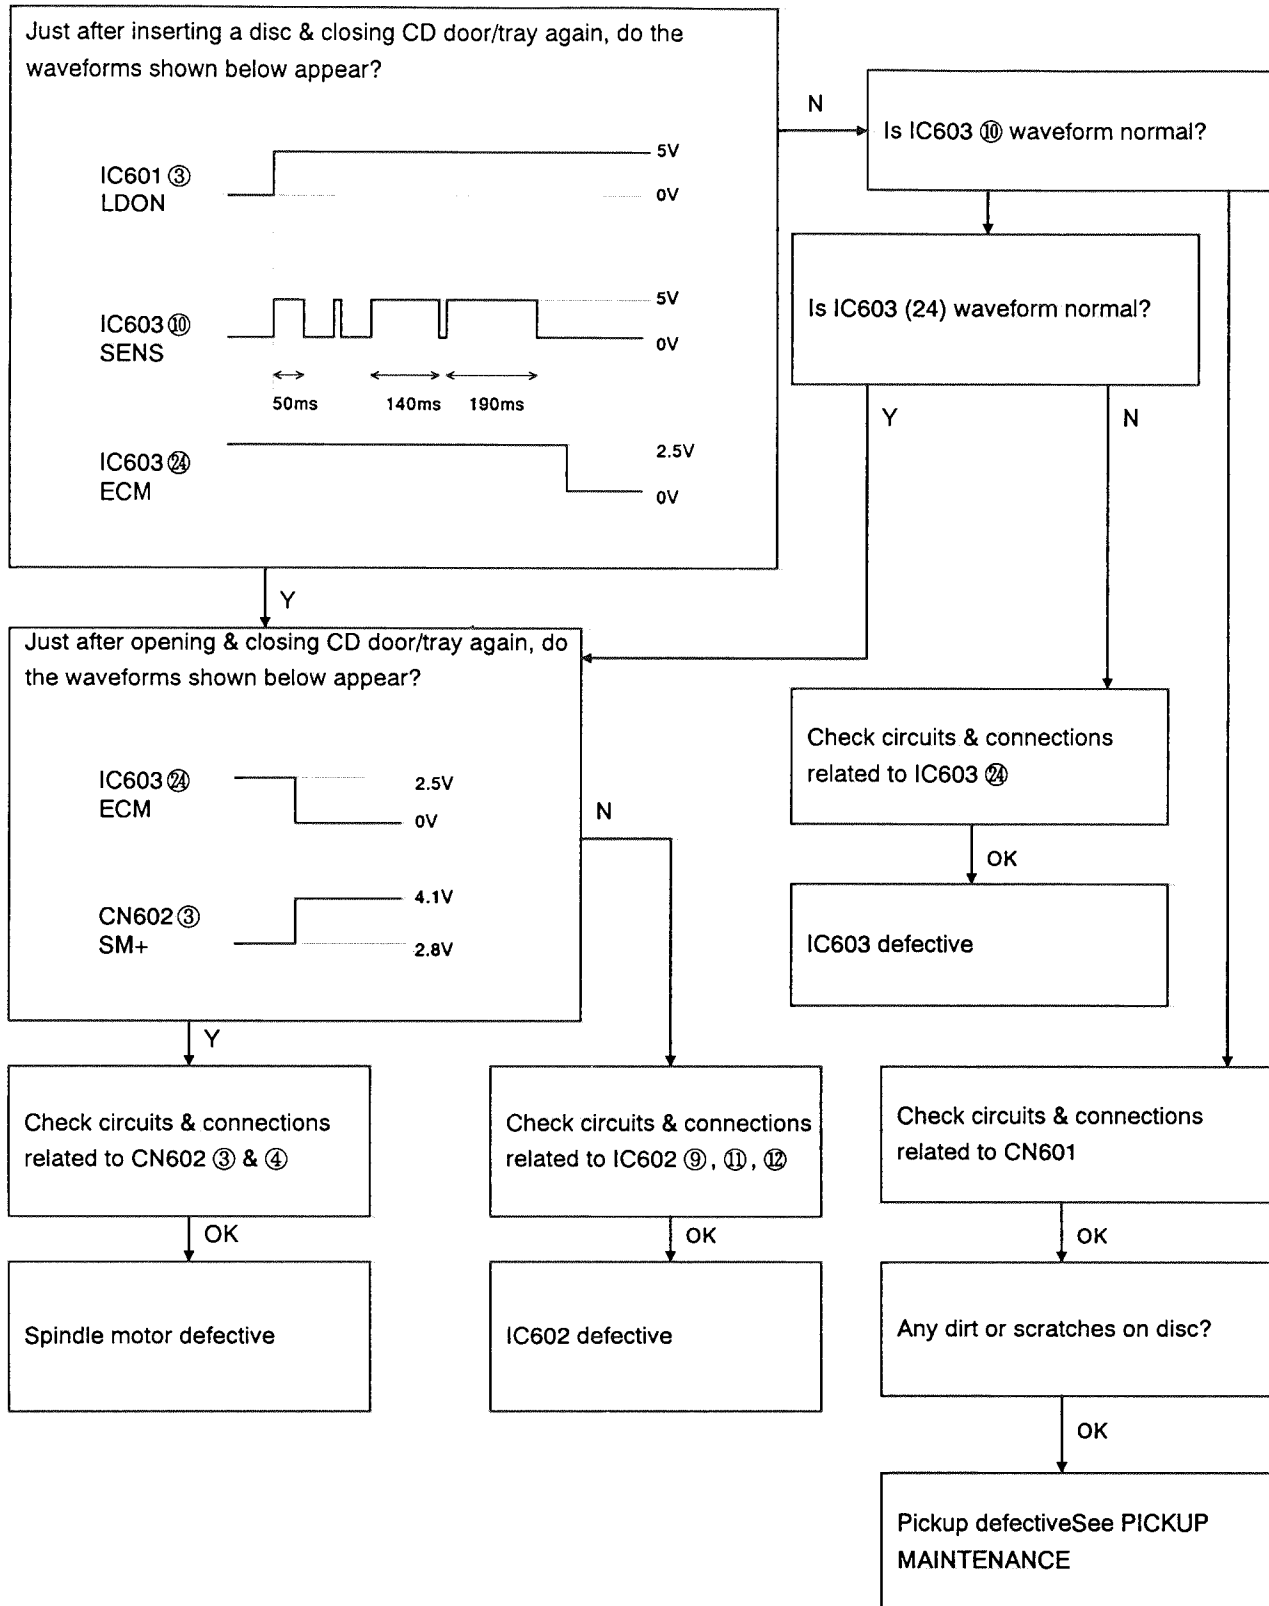 Just after inserting a disc & closing CD door/tray again, do the
waveforms shown below appear?
IC601 ③
LDON
5V
0V
IC603 ⑩
SENS
5V
0V
50ms
140ms
190ms
IC603 ㉔
ECM
2.5V
0V
N
Is IC603 ⑩ waveform normal?
Is IC603 (24) waveform normal?
Y
N
Y
Just after opening & closing CD door/tray again, do
the waveforms shown below appear?
IC603 ㉔
ECM
2.5V
0V
CN602 ③
SM+
4.1V
2.8V
N
Check circuits & connections
related to IC603 ㉔
OK
IC603 defective
Y
Check circuits & connections
related to CN602 ③ & ④
OK
Spindle motor defective
Check circuits & connections
related to IC602 ⑨, ⑪, ⑫
OK
IC602 defective
Check circuits & connections
related to CN601
OK
Any dirt or scratches on disc?
OK
Pickup defectiveSee PICKUP
MAINTENANCE